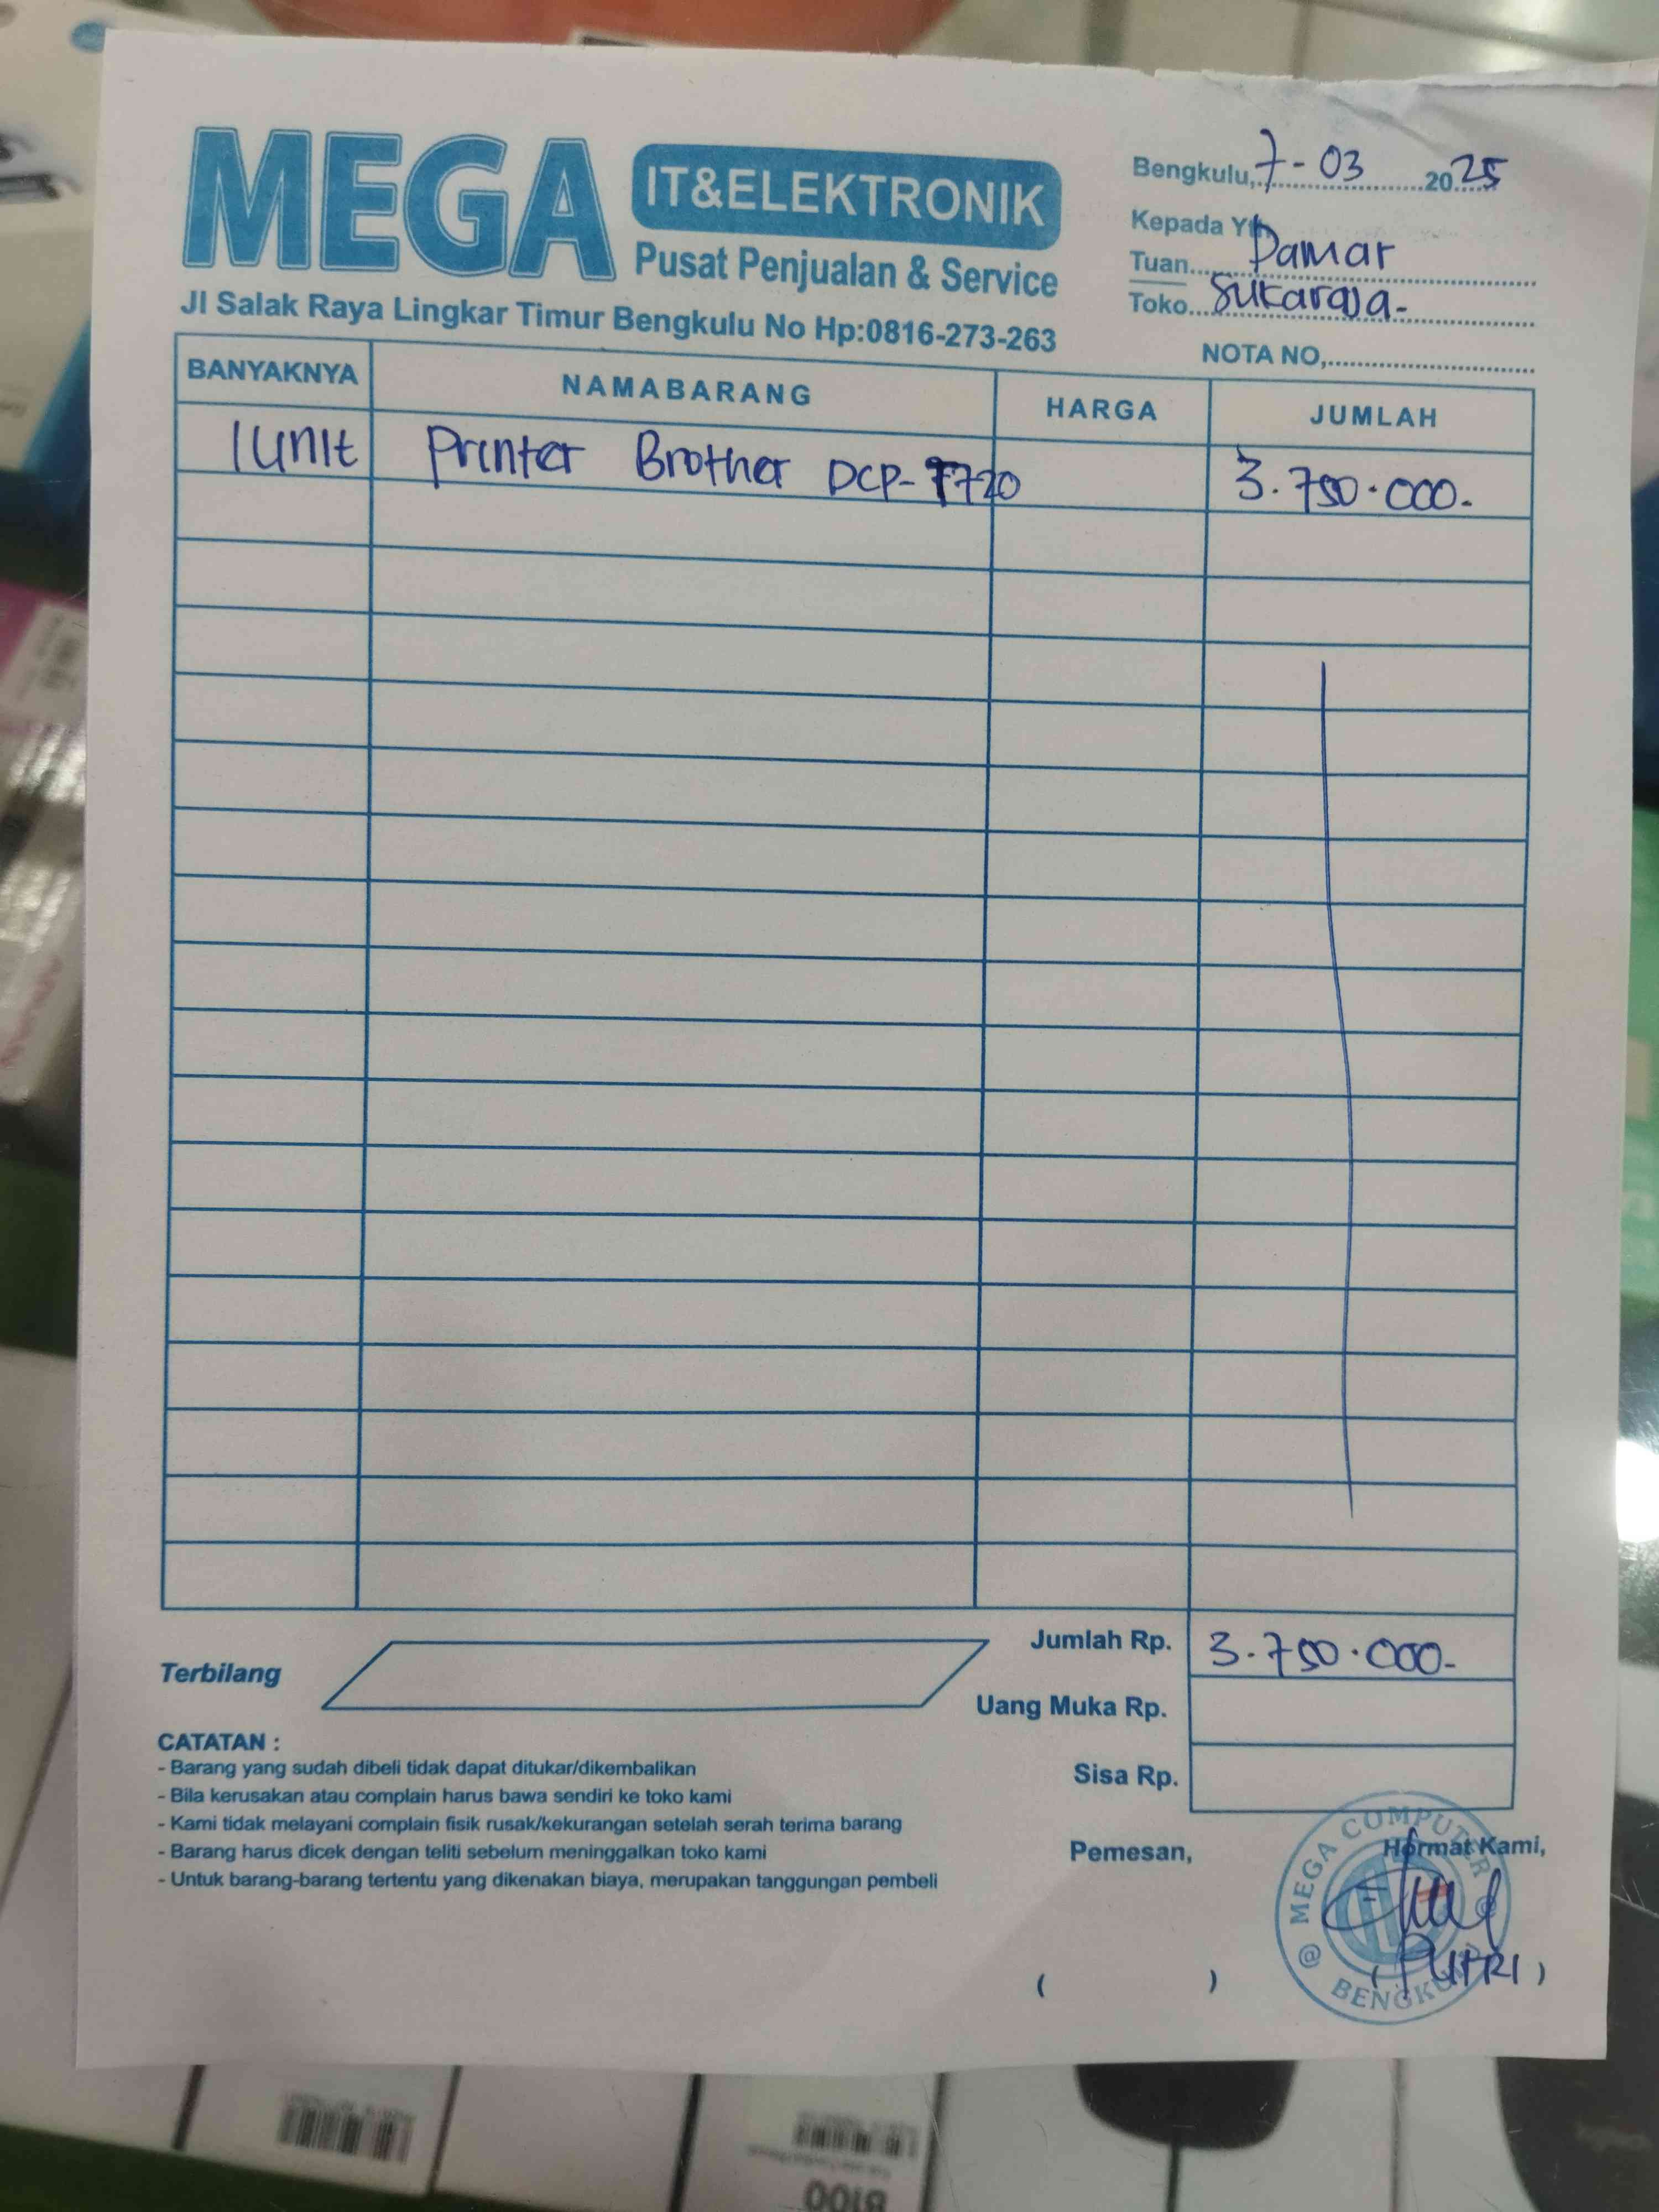 MEGA IT&ELEKTRONIK
Pusat Penjualan & Service
Jl Salak Raya Lingkar Timur Bengkulu No Hp:0816-273-263
Bengkulu, 7-03 2025
Kepada Yth
Tuan Damar
Toko Sukaraja-
NOTA NO,
BANYAKNYA NAMABARANG HARGA JUMLAH
1 Unit Printer Brother DCP-T720 3.750.000-
Jumlah Rp. 3.750.000-
Terbilang
Uang Muka Rp.
Sisa Rp.
CATATAN :
- Barang yang sudah dibeli tidak dapat ditukar/dikembalikan
- Bila kerusakan atau complain harus bawa sendiri ke toko kami
- Kami tidak melayani complain fisik rusak/kekurangan setelah serah terima barang
- Barang harus dicek dengan teliti sebelum meninggalkan toko kami
- Untuk barang-barang tertentu yang dikenakan biaya, merupakan tanggungan pembeli
Pemesan,
( )
Hormat Kami,
(PUTRI)
@ MEGA COMPUTER @
BENGKULU
0018